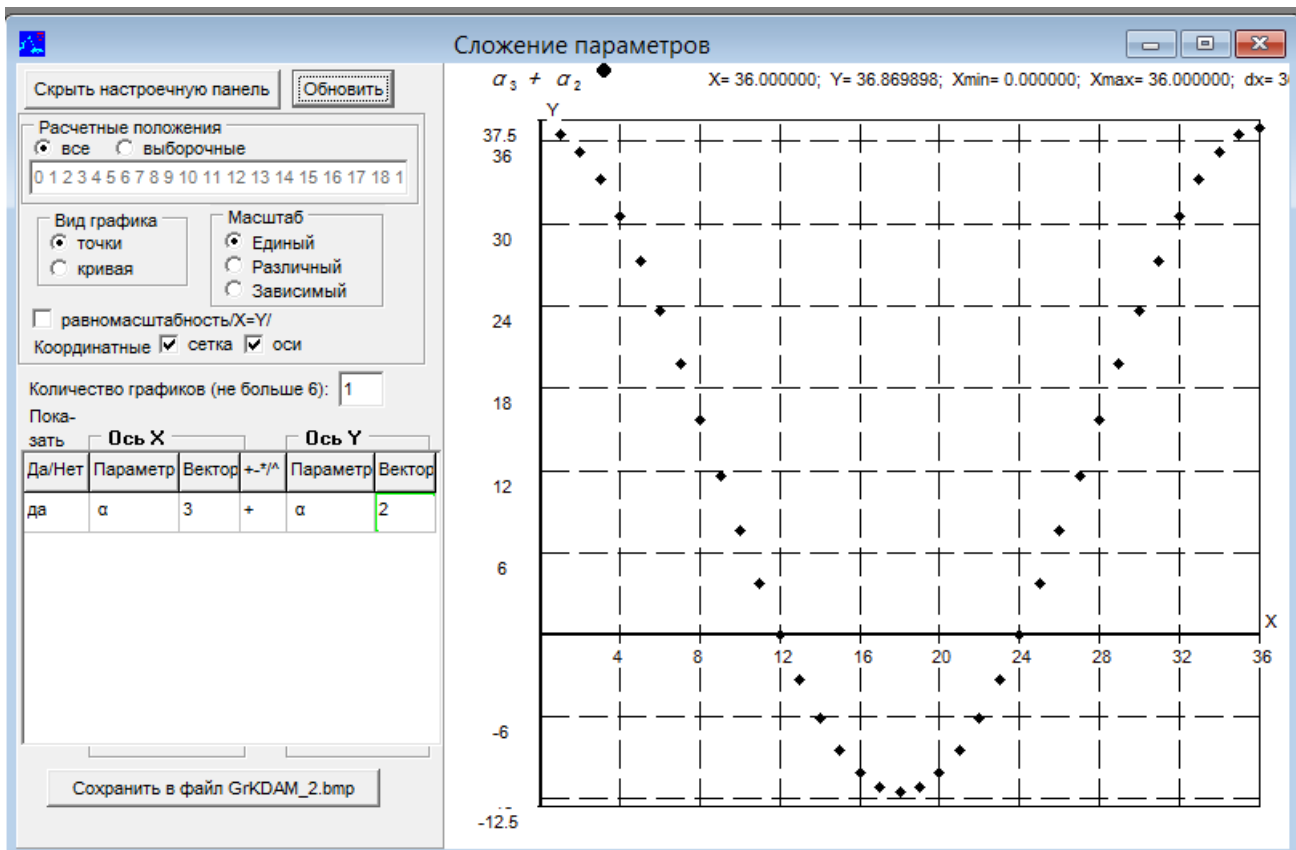 Сложение параметров
Скрыть настроечную панель
Обновить
Расчетные положения
все выборочные
0 1 2 3 4 5 6 7 8 9 10 11 12 13 14 15 16 17 18 1
Вид графика
точки
кривая
Масштаб
Единый
Различный
Зависимый
равномасштабность/X=Y/
Координатные сетка оси
Количество графиков (не больше 6): 1
Пока-
зать Ось X Ось Y
Да/Нет Параметр Вектор +-*/^ Параметр Вектор
да α 3 + α 2
Сохранить в файл GrKDAM_2.bmp
α3 + α2
X= 36.000000; Y= 36.869898; Xmin= 0.000000; Xmax= 36.000000; dx= 3
Y
37.5
36
30
24
18
12
6
X
4 8 12 16 20 24 28 32 36
-6
-12.5